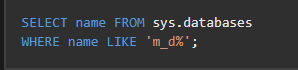 SELECT name FROM sys.databases
WHERE name LIKE 'm_d%';